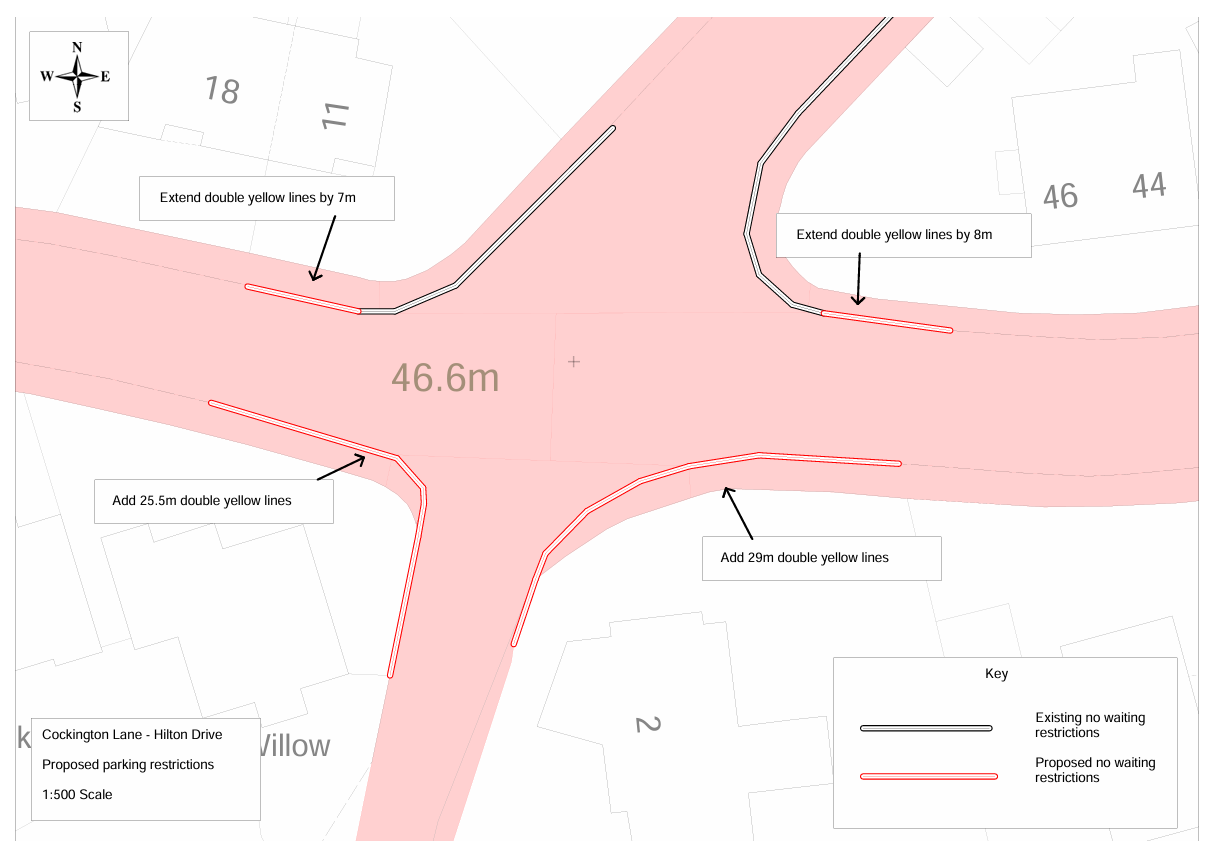 N
W E
S
18
11
46
44
Extend double yellow lines by 7m
Extend double yellow lines by 8m
46.6m
Add 25.5m double yellow lines
Add 29m double yellow lines
2
Key
Existing no waiting
restrictions
Proposed no waiting
restrictions
Cockington Lane - Hilton Drive
Proposed parking restrictions
1:500 Scale